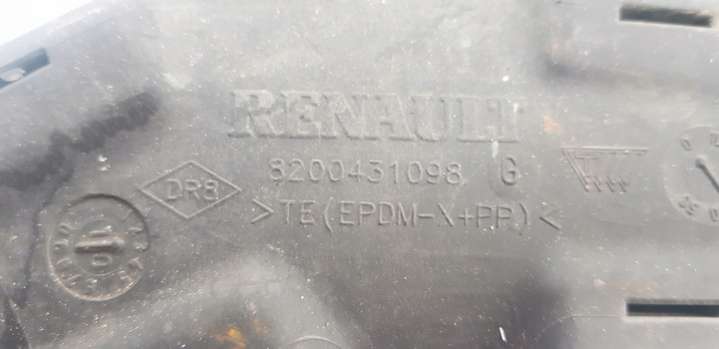 RENAULT
8200431098 G
DR8
>TE(EPDM-X+PP)<